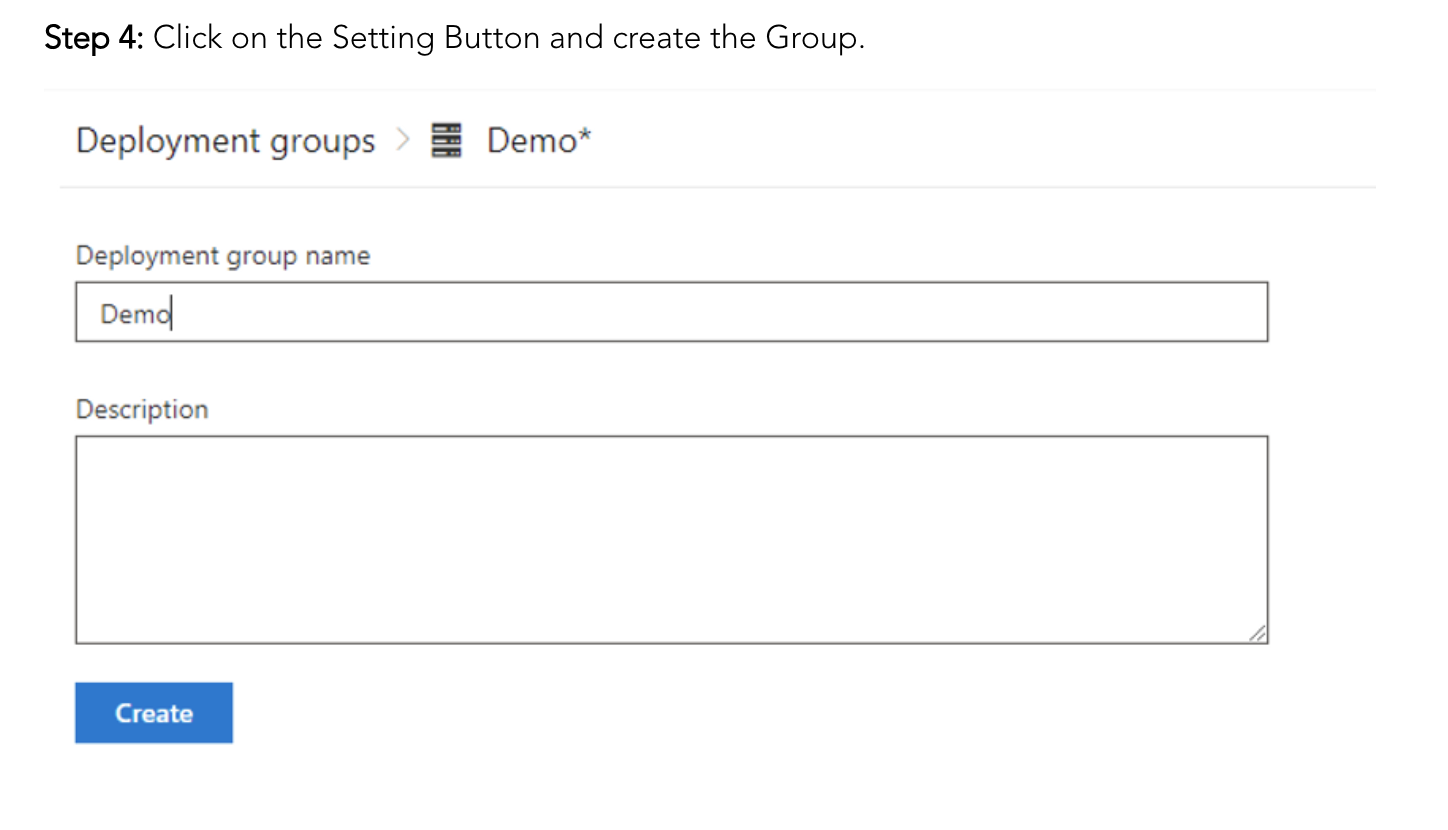 Step 4: Click on the Setting Button and create the Group.
Deployment groups > Demo*
Deployment group name
Demo
Description
Create